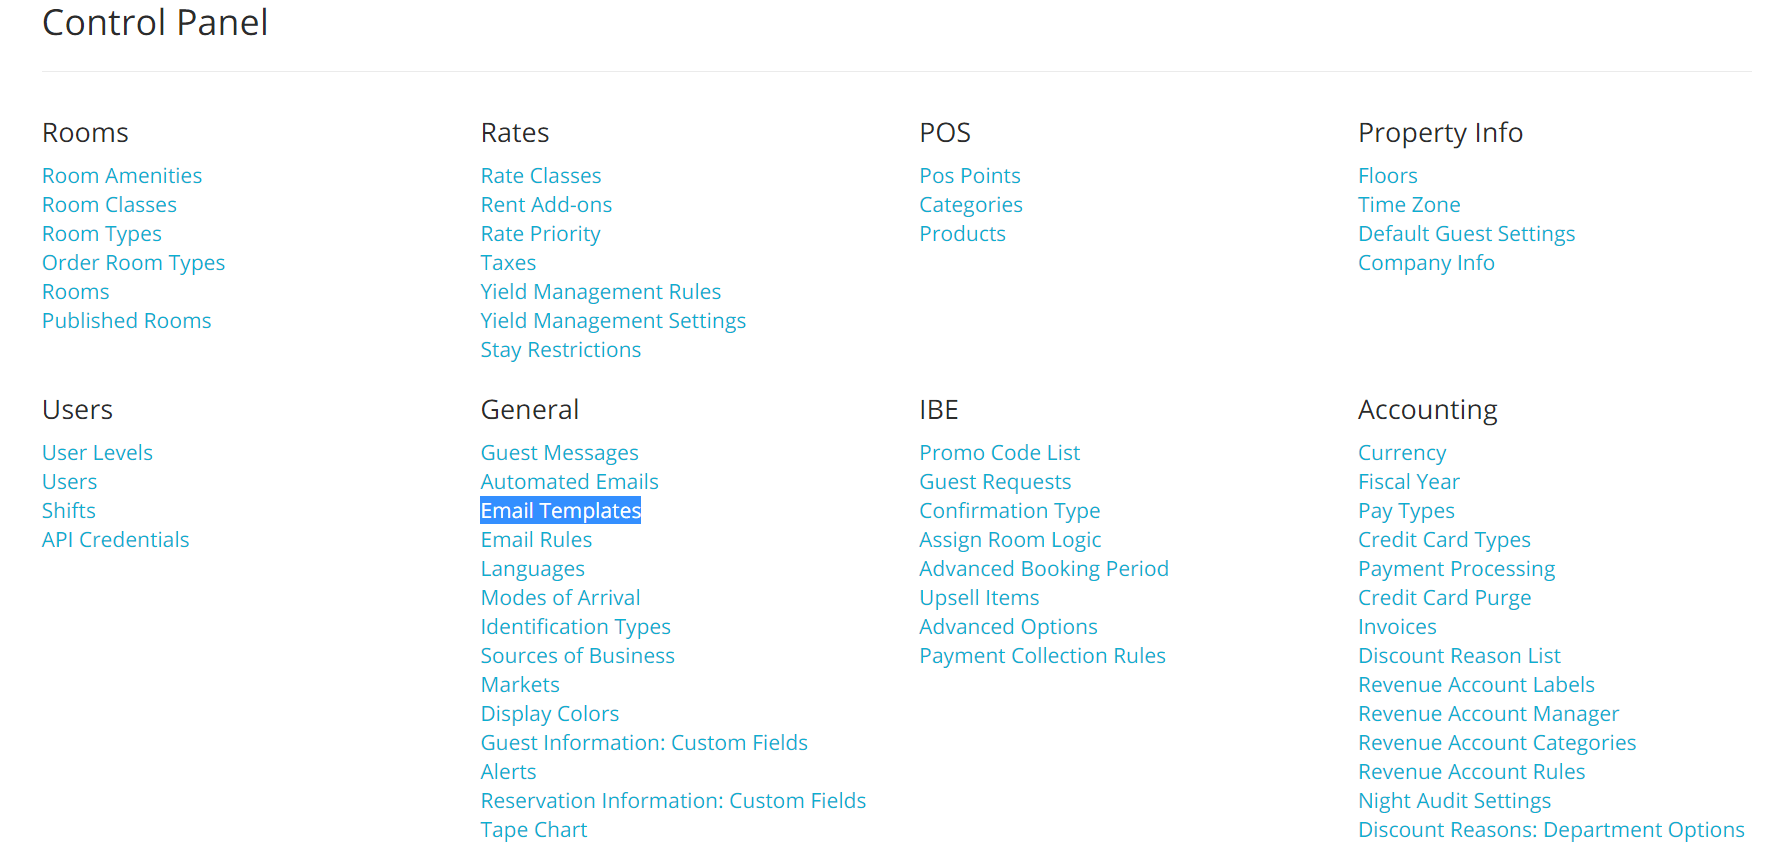 Control Panel
Rooms
Room Amenities
Room Classes
Room Types
Order Room Types
Rooms
Published Rooms
Rates
Rate Classes
Rent Add-ons
Rate Priority
Taxes
Yield Management Rules
Yield Management Settings
Stay Restrictions
POS
Pos Points
Categories
Products
Property Info
Floors
Time Zone
Default Guest Settings
Company Info
Users
User Levels
Users
Shifts
API Credentials
General
Guest Messages
Automated Emails
Email Templates
Email Rules
Languages
Modes of Arrival
Identification Types
Sources of Business
Markets
Display Colors
Guest Information: Custom Fields
Alerts
Reservation Information: Custom Fields
Tape Chart
IBE
Promo Code List
Guest Requests
Confirmation Type
Assign Room Logic
Advanced Booking Period
Upsell Items
Advanced Options
Payment Collection Rules
Accounting
Currency
Fiscal Year
Pay Types
Credit Card Types
Payment Processing
Credit Card Purge
Invoices
Discount Reason List
Revenue Account Labels
Revenue Account Manager
Revenue Account Categories
Revenue Account Rules
Night Audit Settings
Discount Reasons: Department Options